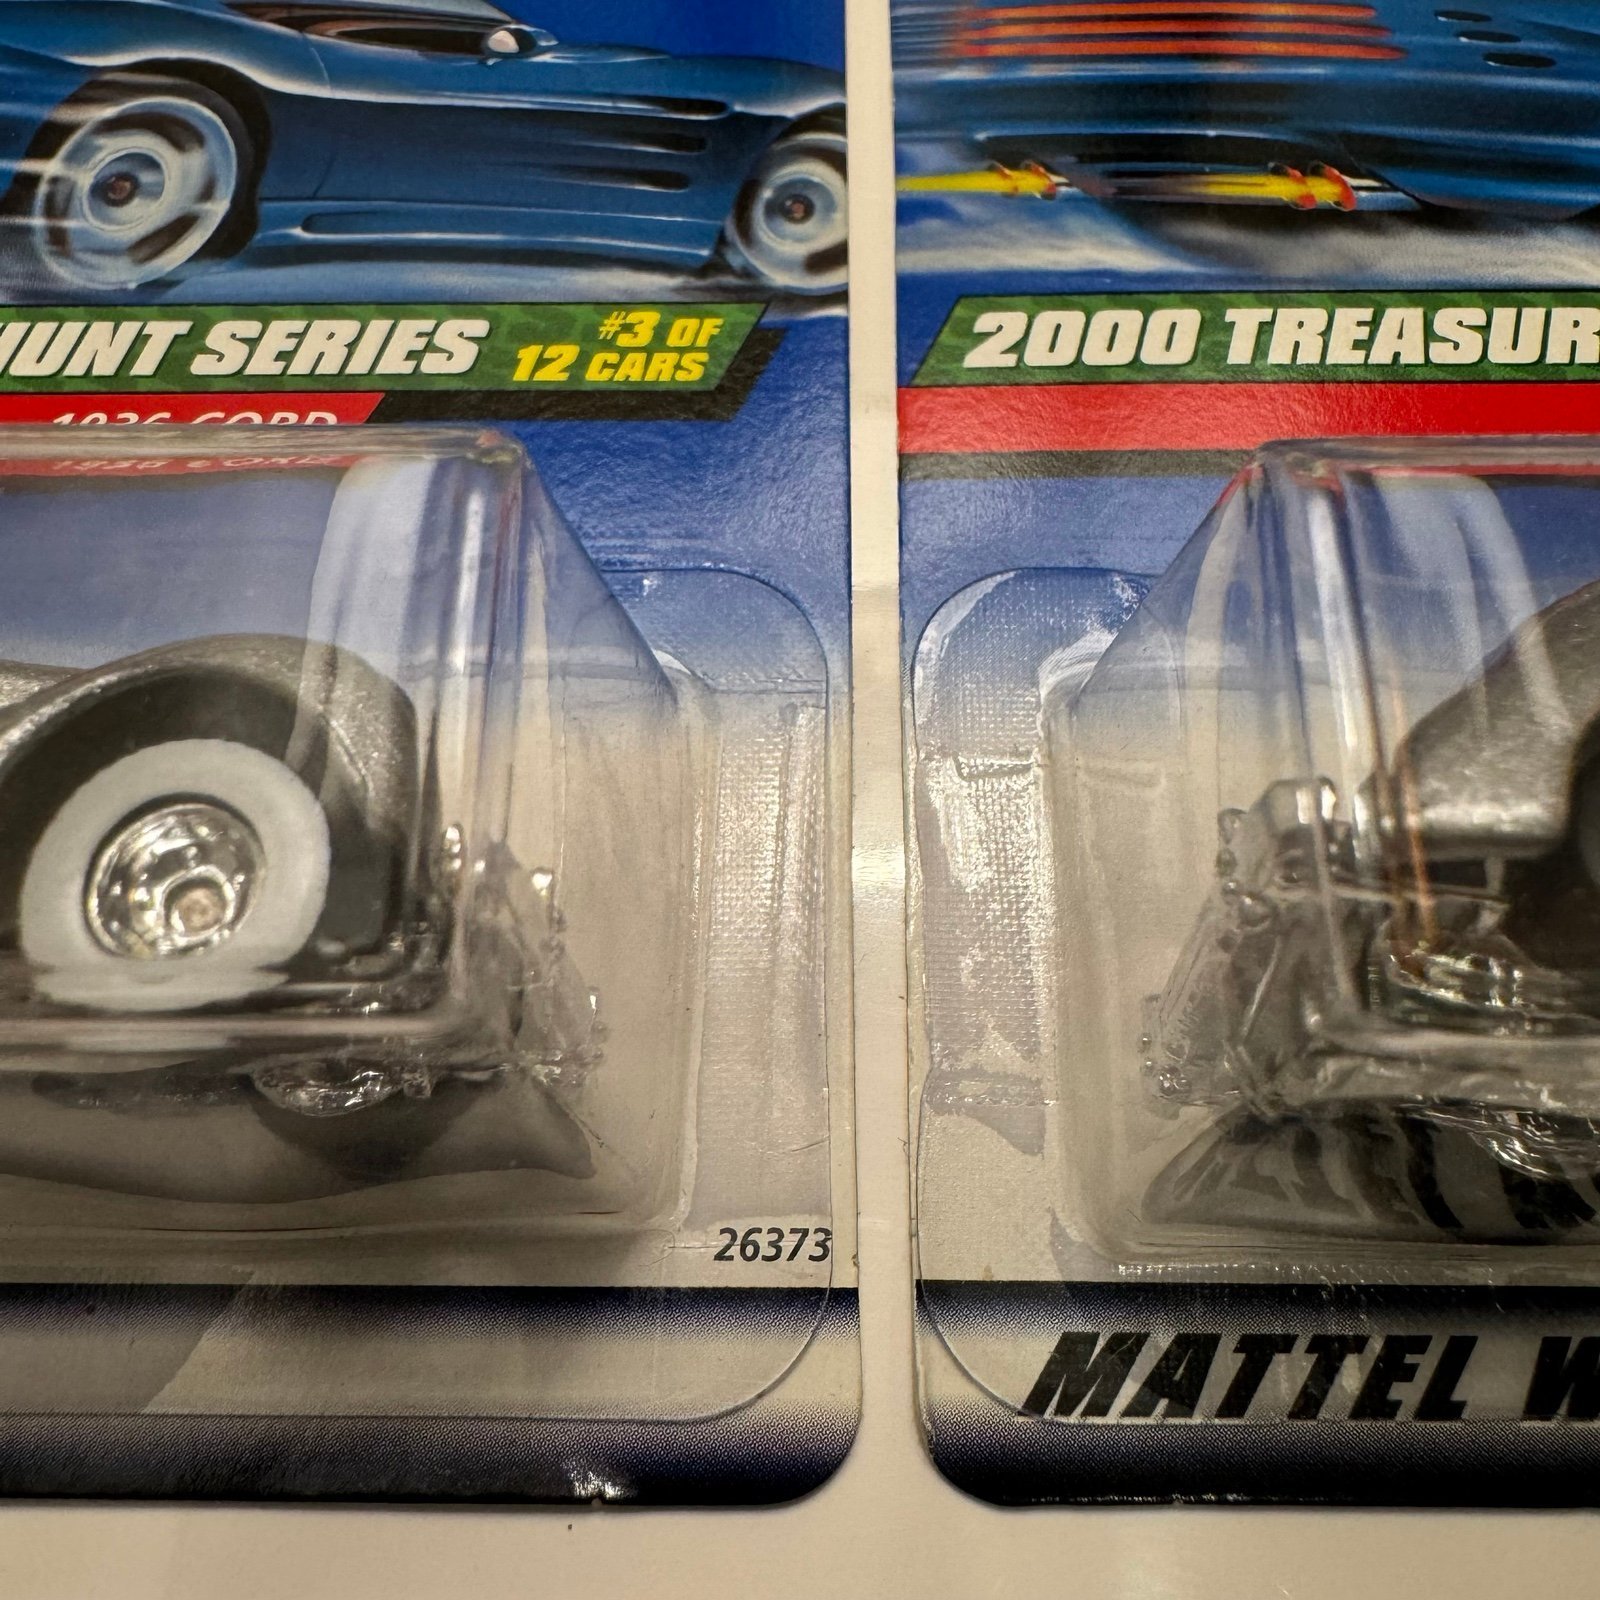 HUNT SERIES
#3 OF
12 CARS
1936 CORD
2000 TREASUR
26373
MATTEL W